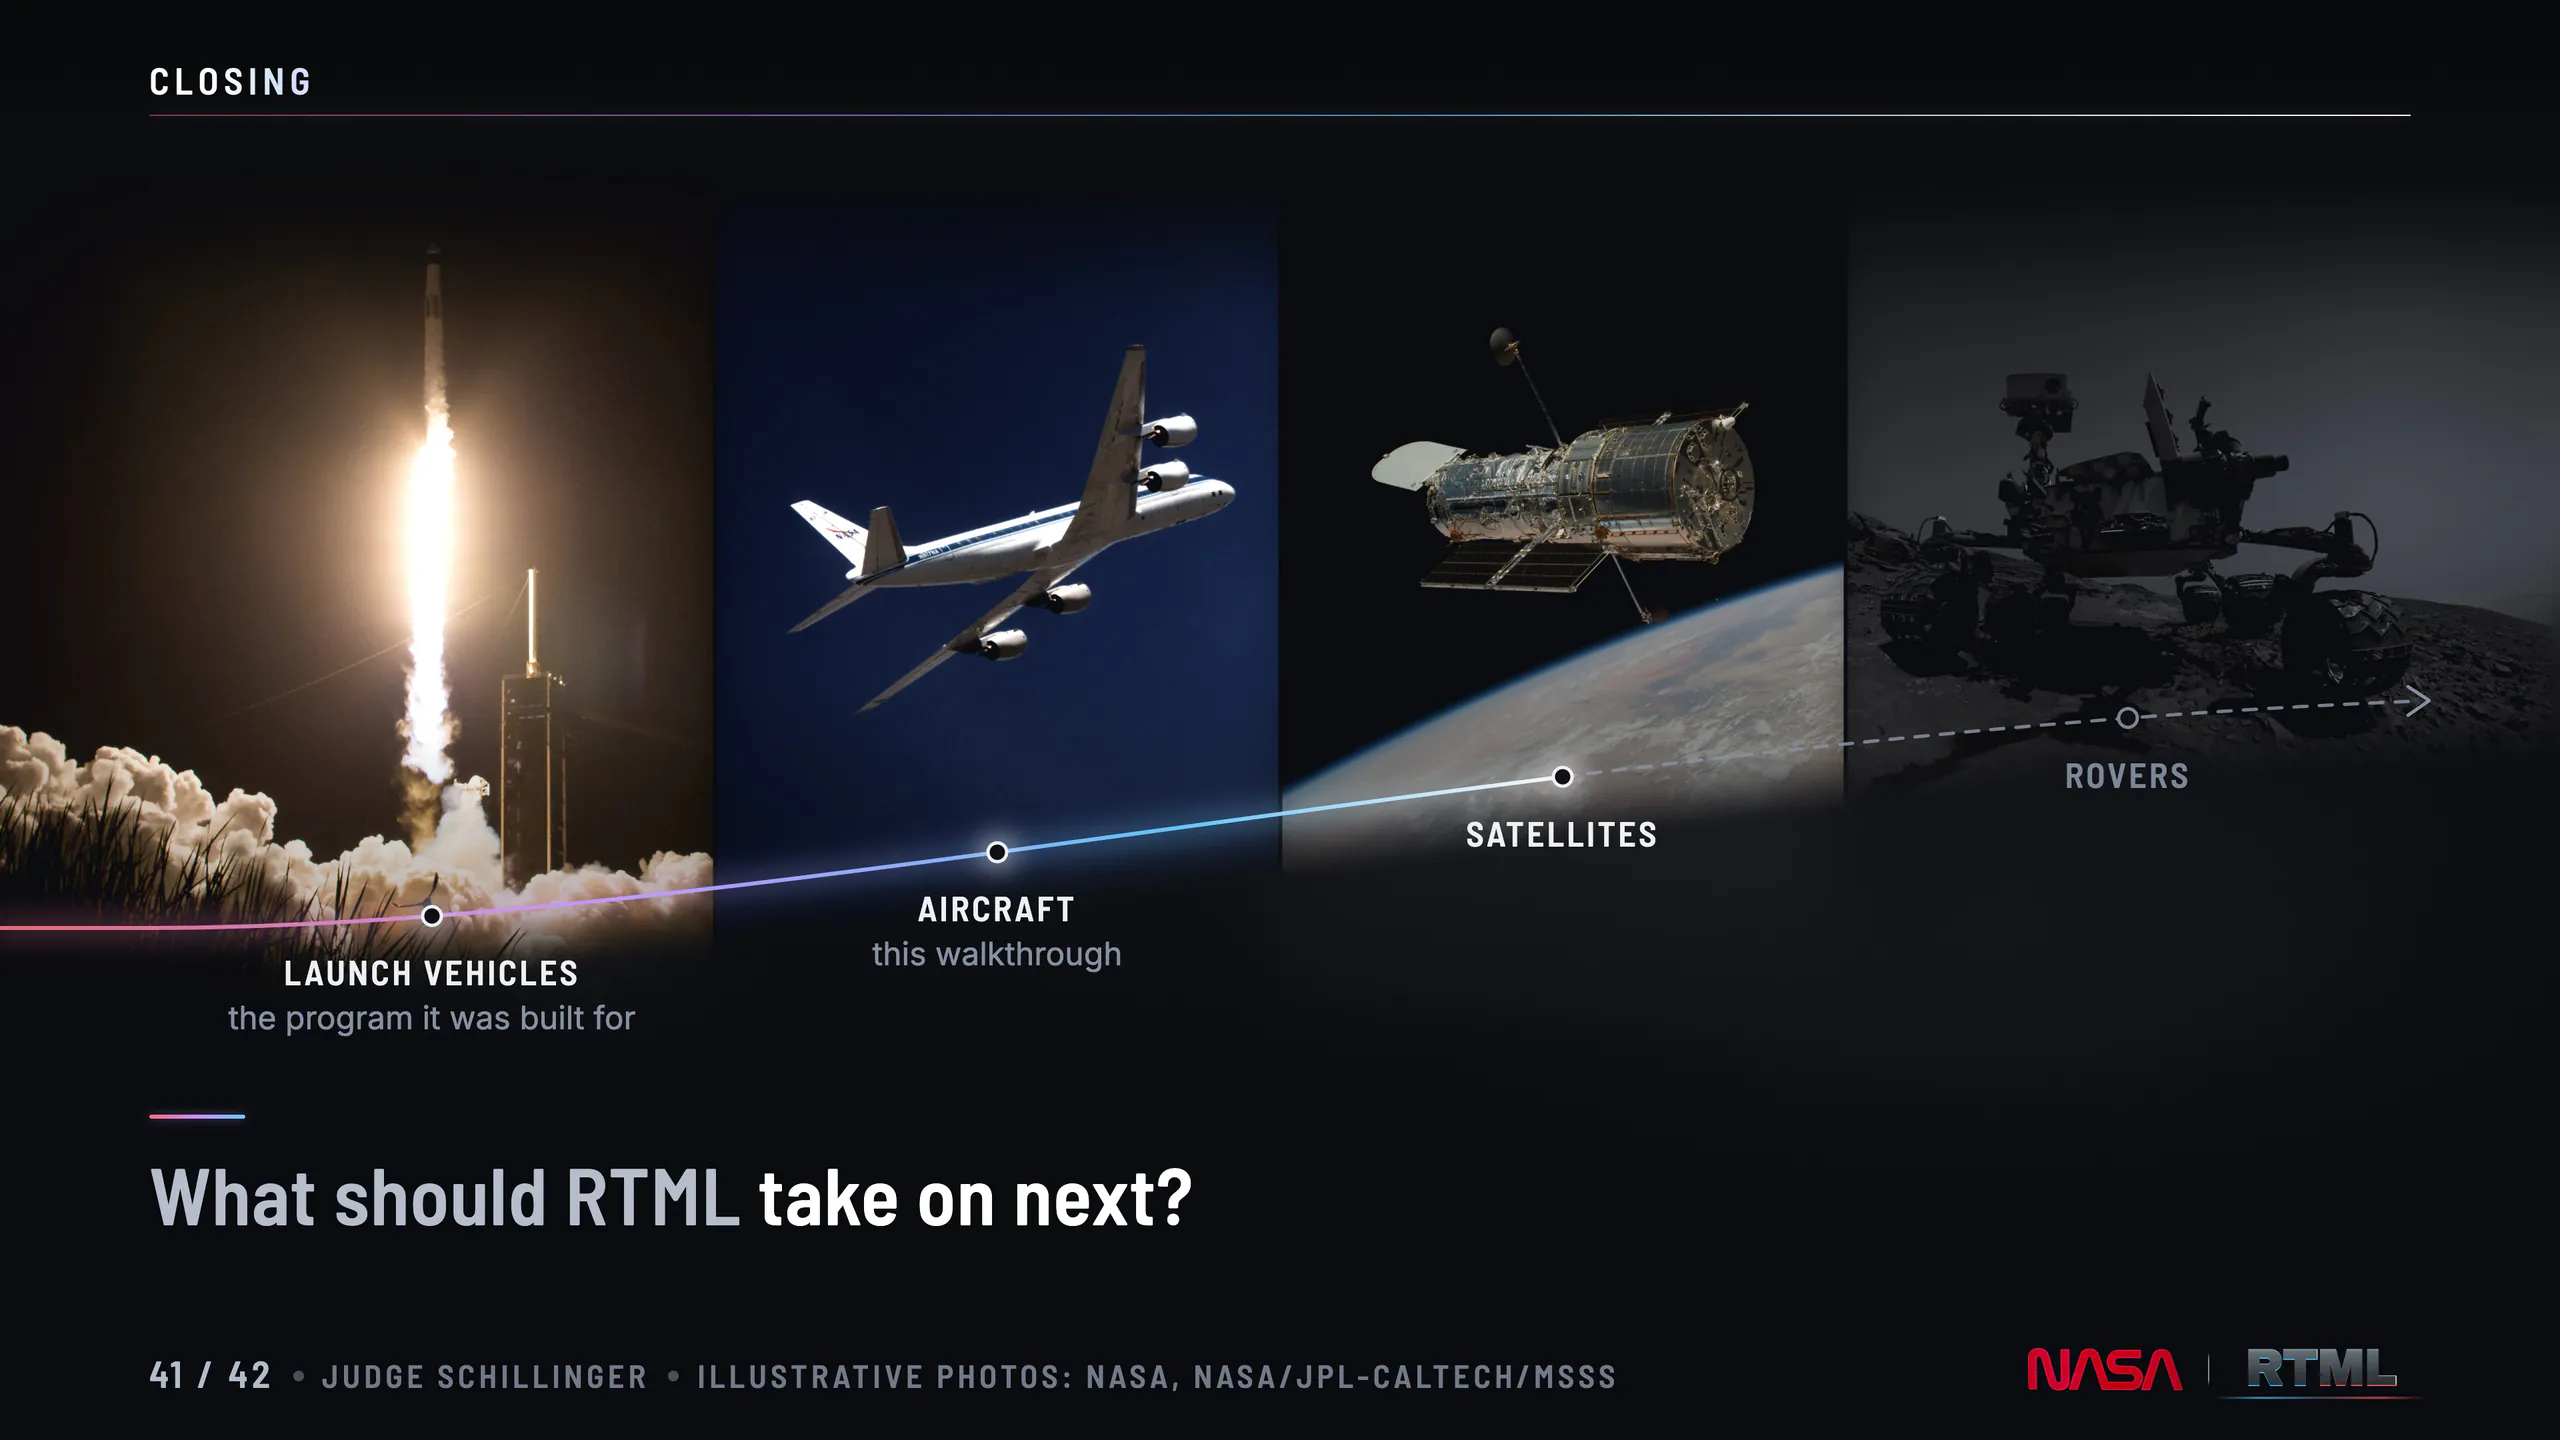 CLOSING
LAUNCH VEHICLES
the program it was built for
AIRCRAFT
this walkthrough
SATELLITES
ROVERS
What should RTML take on next?
41 / 42 • JUDGE SCHILLINGER • ILLUSTRATIVE PHOTOS: NASA, NASA/JPL-CALTECH/MSSS
NASA | RTML